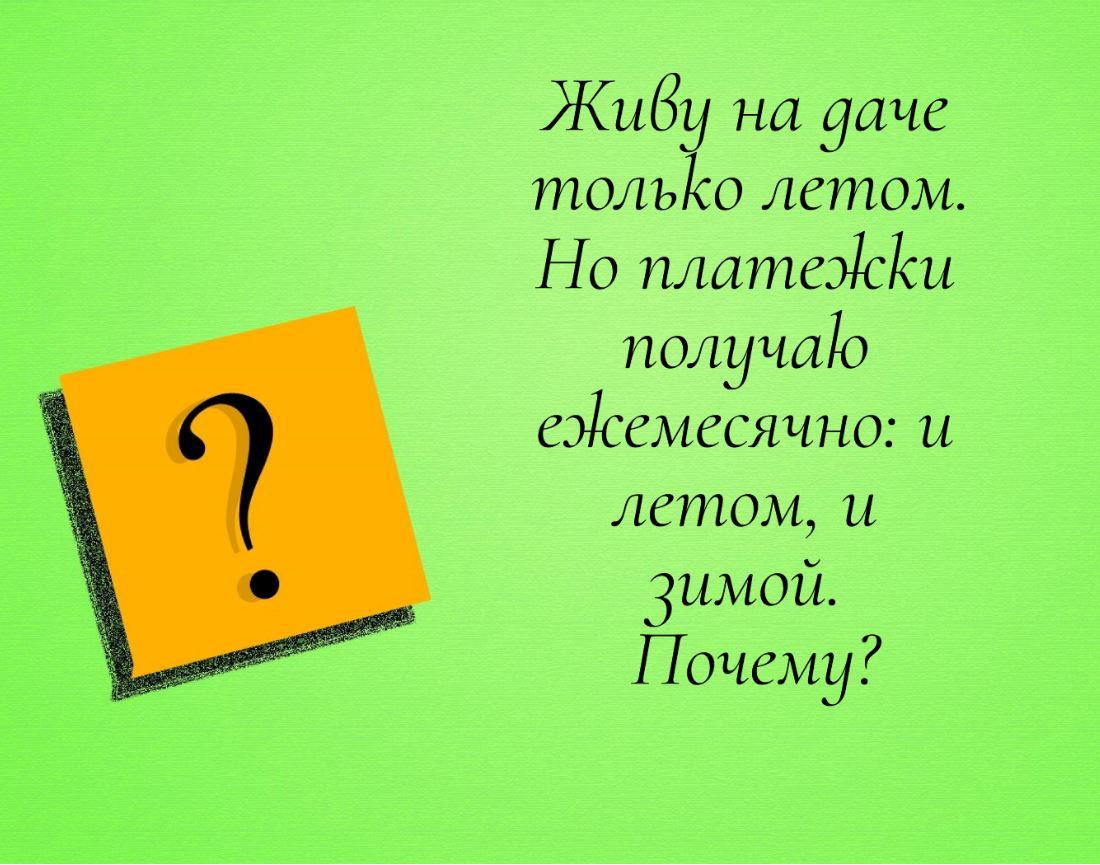 ?
Живу на даче
только летом.
Но платежки
получаю
ежемесячно: и
летом, и
зимой.
Почему?